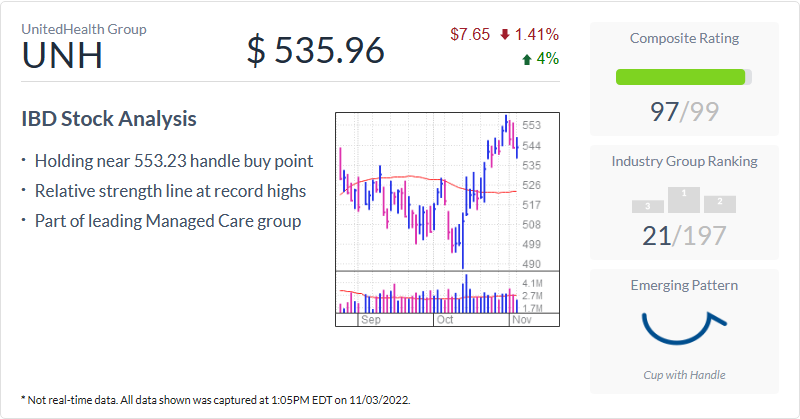 UnitedHealth Group
UNH
$ 535.96
$7.65 1.41%
4%
IBD Stock Analysis
• Holding near 553.23 handle buy point
• Relative strength line at record highs
• Part of leading Managed Care group
553
544
535
526
517
508
499
490
4.1M
2.7M
1.7M
Sep Oct Nov
Composite Rating
97/99
Industry Group Ranking
3 1 2
21/197
Emerging Pattern
Cup with Handle
* Not real-time data. All data shown was captured at 1:05PM EDT on 11/03/2022.